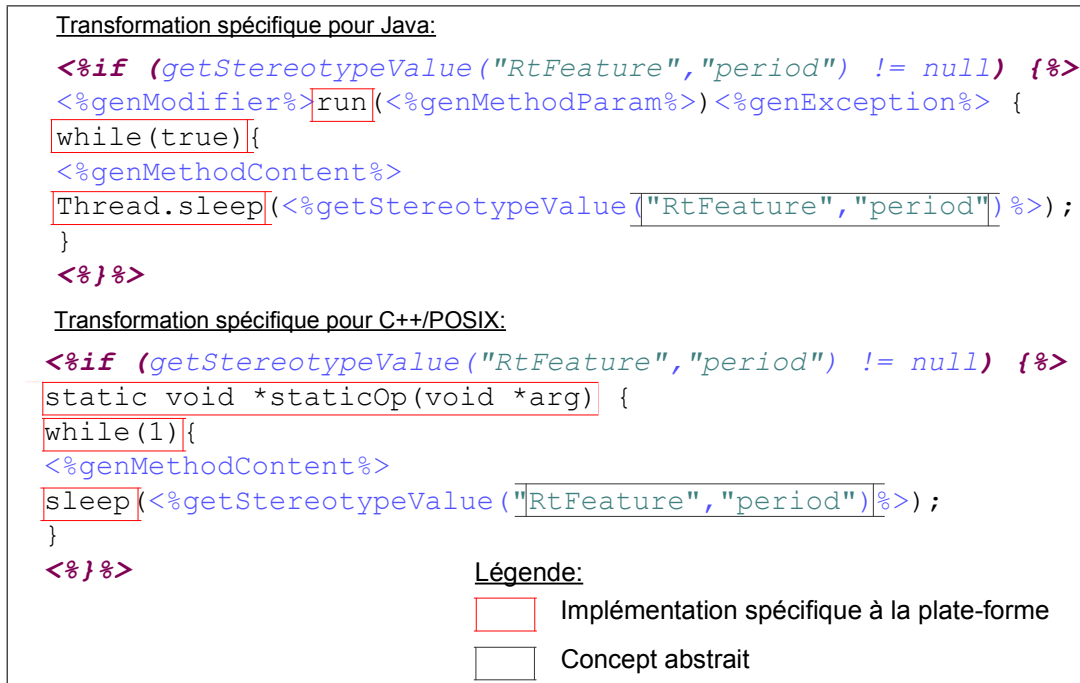 Transformation spécifique pour Java:
<%if (getStereotypeValue("RtFeature","period") != null) {%>
<%genModifier%>run(<%genMethodParam%>)<%genException%> {
while(true){
<%genMethodContent%>
Thread.sleep(<%getStereotypeValue("RtFeature","period")%>);
}
<%}%>
Transformation spécifique pour C++/POSIX:
<%if (getStereotypeValue("RtFeature","period") != null) {%>
static void *staticOp(void *arg) {
while(1){
<%genMethodContent%>
sleep(<%getStereotypeValue("RtFeature","period")%>);
}
<%}%>
Légende:
Implémentation spécifique à la plate-forme
Concept abstrait